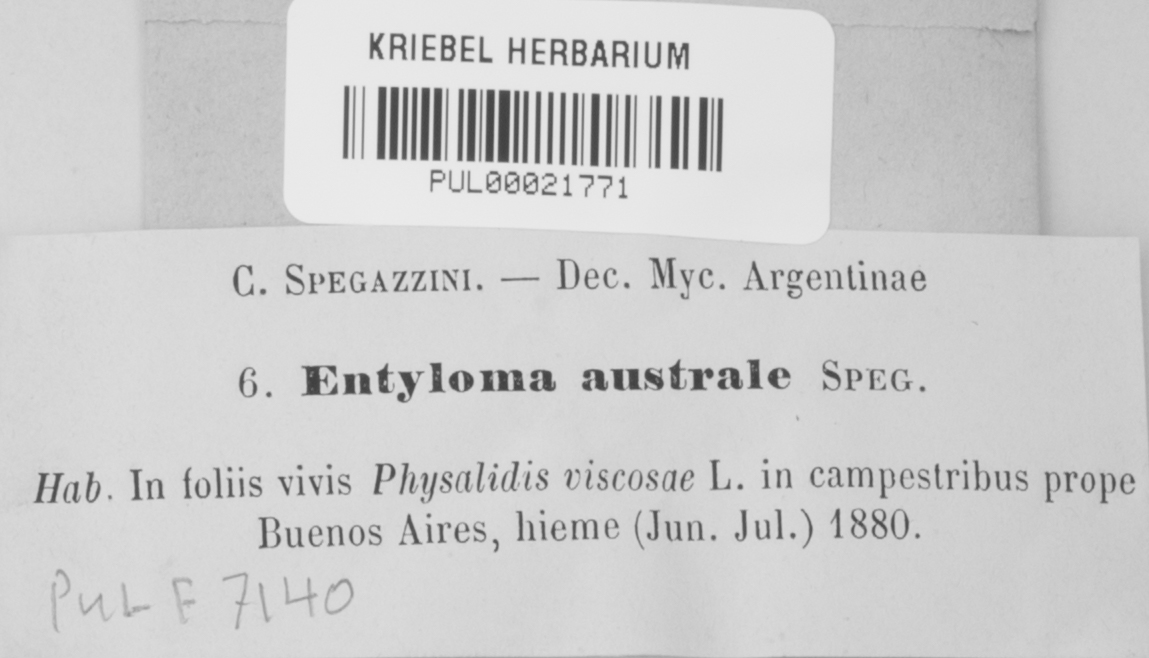 KRIEBEL HERBARIUM
PUL00021771
C. SPEGAZZINI. — Dec. Myc. Argentinae
6. Entyloma australe SPEG.
Hab. In foliis vivis Physalidis viscosae L. in campestribus prope
Buenos Aires, hieme (Jun. Jul.) 1880.
PUL F 7140